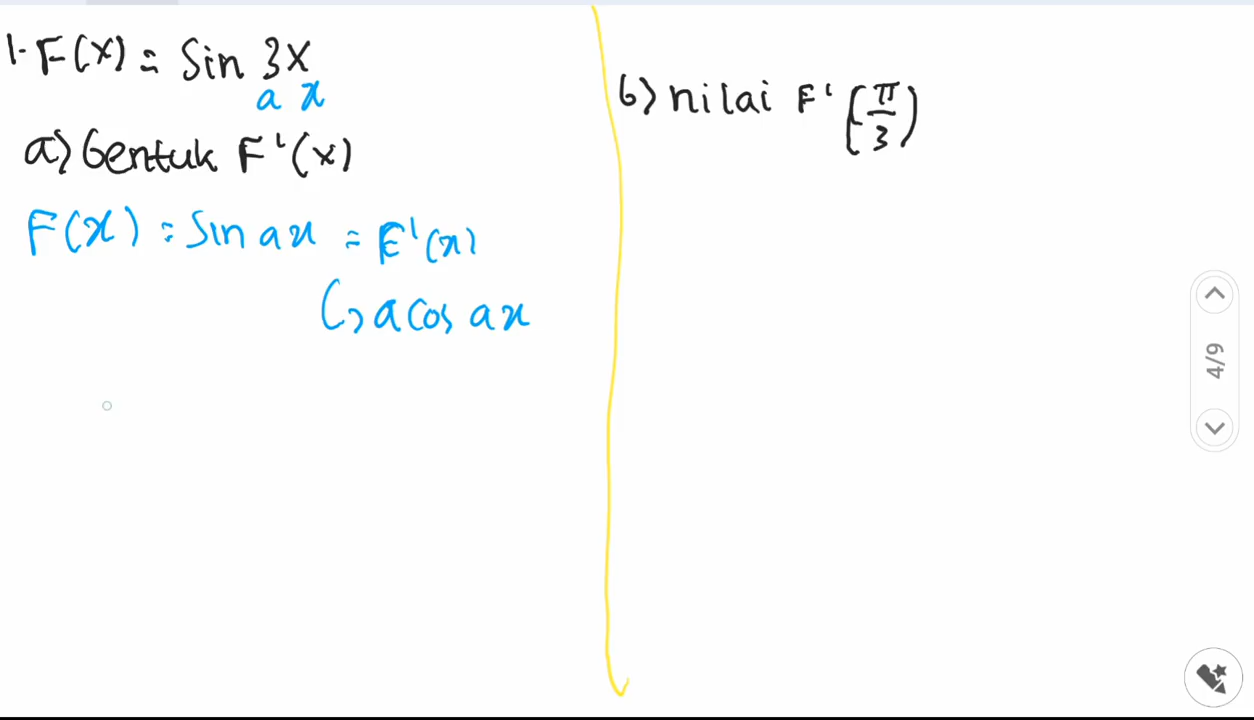 1. F(x) = Sin 3x
a x
a) bentuk F'(x)
F(x) = Sin ax = F'(x)
↳ a cos ax
b) nilai F' (π/3)
4/9